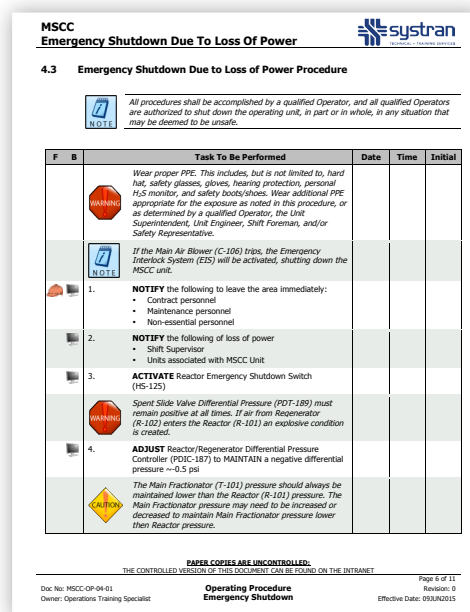 MSCC
Emergency Shutdown Due To Loss Of Power
systran
TECHNICAL • TRAINING SERVICES
4.3 Emergency Shutdown Due to Loss of Power Procedure
NOTE
All procedures shall be accomplished by a qualified Operator, and all qualified Operators
are authorized to shut down the operating unit, in part or in whole, in any situation that
may be deemed to be unsafe.
F B Task To Be Performed Date Time Initial
WARNING
Wear proper PPE. This includes, but is not limited to, hard
hat, safety glasses, gloves, hearing protection, personal
H₂S monitor, and safety boots/shoes. Wear additional PPE
appropriate for the exposure as noted in this procedure, or
as determined by a qualified Operator, the Unit
Superintendent, Unit Engineer, Shift Foreman, and/or
Safety Representative.
NOTE
If the Main Air Blower (C-106) trips, the Emergency
Interlock System (EIS) will be activated, shutting down the
MSCC unit.
1. NOTIFY the following to leave the area immediately:
• Contract personnel
• Maintenance personnel
• Non-essential personnel
2. NOTIFY the following of loss of power
• Shift Supervisor
• Units associated with MSCC Unit
3. ACTIVATE Reactor Emergency Shutdown Switch
(HS-125)
WARNING
Spent Slide Valve Differential Pressure (PDT-189) must
remain positive at all times. If air from Regenerator
(R-102) enters the Reactor (R-101) an explosive condition
is created.
4. ADJUST Reactor/Regenerator Differential Pressure
Controller (PDIC-187) to MAINTAIN a negative differential
pressure ~-0.5 psi
CAUTION
The Main Fractionator (T-101) pressure should always be
maintained lower than the Reactor (R-101) pressure. The
Main Fractionator pressure may need to be increased or
decreased to maintain Main Fractionator pressure lower
then Reactor pressure.
PAPER COPIES ARE UNCONTROLLED:
THE CONTROLLED VERSION OF THIS DOCUMENT CAN BE FOUND ON THE INTRANET
Page 6 of 11
Doc No: MSCC-OP-04-01 Operating Procedure Revision: 0
Owner: Operations Training Specialist Emergency Shutdown Effective Date: 09JUN2015